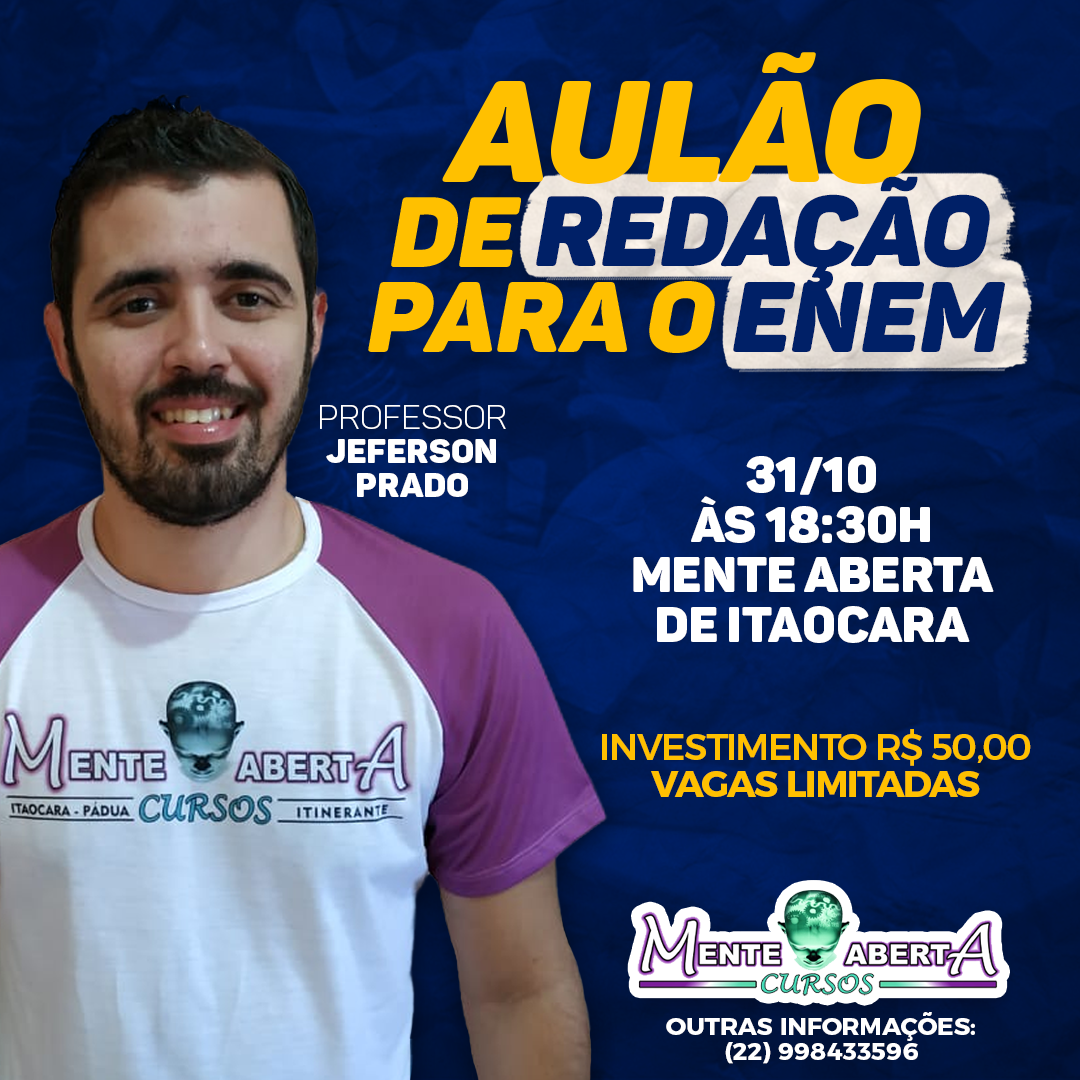 AULÃO
DE REDAÇÃO
PARA O ENEM
PROFESSOR
JEFERSON
PRADO
31/10
ÀS 18:30H
MENTE ABERTA
DE ITAOCARA
INVESTIMENTO R$ 50,00
VAGAS LIMITADAS
MENTE ABERTA
ITAOCARA - PÁDUA CURSOS ITINERANTE
MENTE ABERTA
CURSOS
OUTRAS INFORMAÇÕES:
(22) 998433596